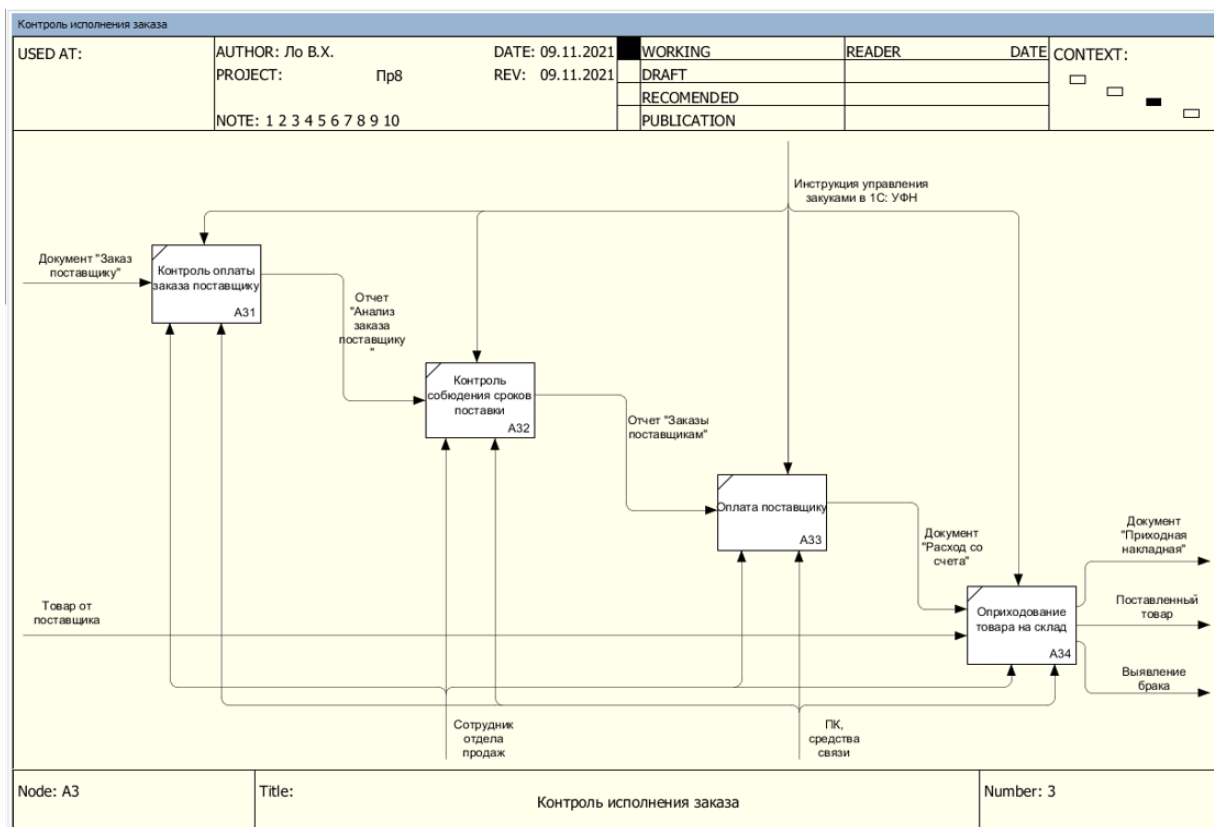 Контроль исполнения заказа
USED AT:
AUTHOR: Ло В.Х.
DATE: 09.11.2021
PROJECT: Пр8
REV: 09.11.2021
NOTE: 1 2 3 4 5 6 7 8 9 10
WORKING
DRAFT
RECOMENDED
PUBLICATION
READER
DATE
CONTEXT:
Инструкция управления
закуками в 1С: УФН
Документ "Заказ
поставщику"
Контроль оплаты
заказа поставщику
A31
Отчет
"Анализ
заказа
поставщику
"
Контроль
собюдения сроков
поставки
A32
Отчет "Заказы
поставщикам"
Оплата поставщику
A33
Документ
"Расход со
счета"
Документ
"Приходная
накладная"
Товар от
поставщика
Оприходование
товара на склад
A34
Поставленный
товар
Выявление
брака
Сотрудник
отдела
продаж
ПК,
средства
связи
Node: A3
Title:
Контроль исполнения заказа
Number: 3